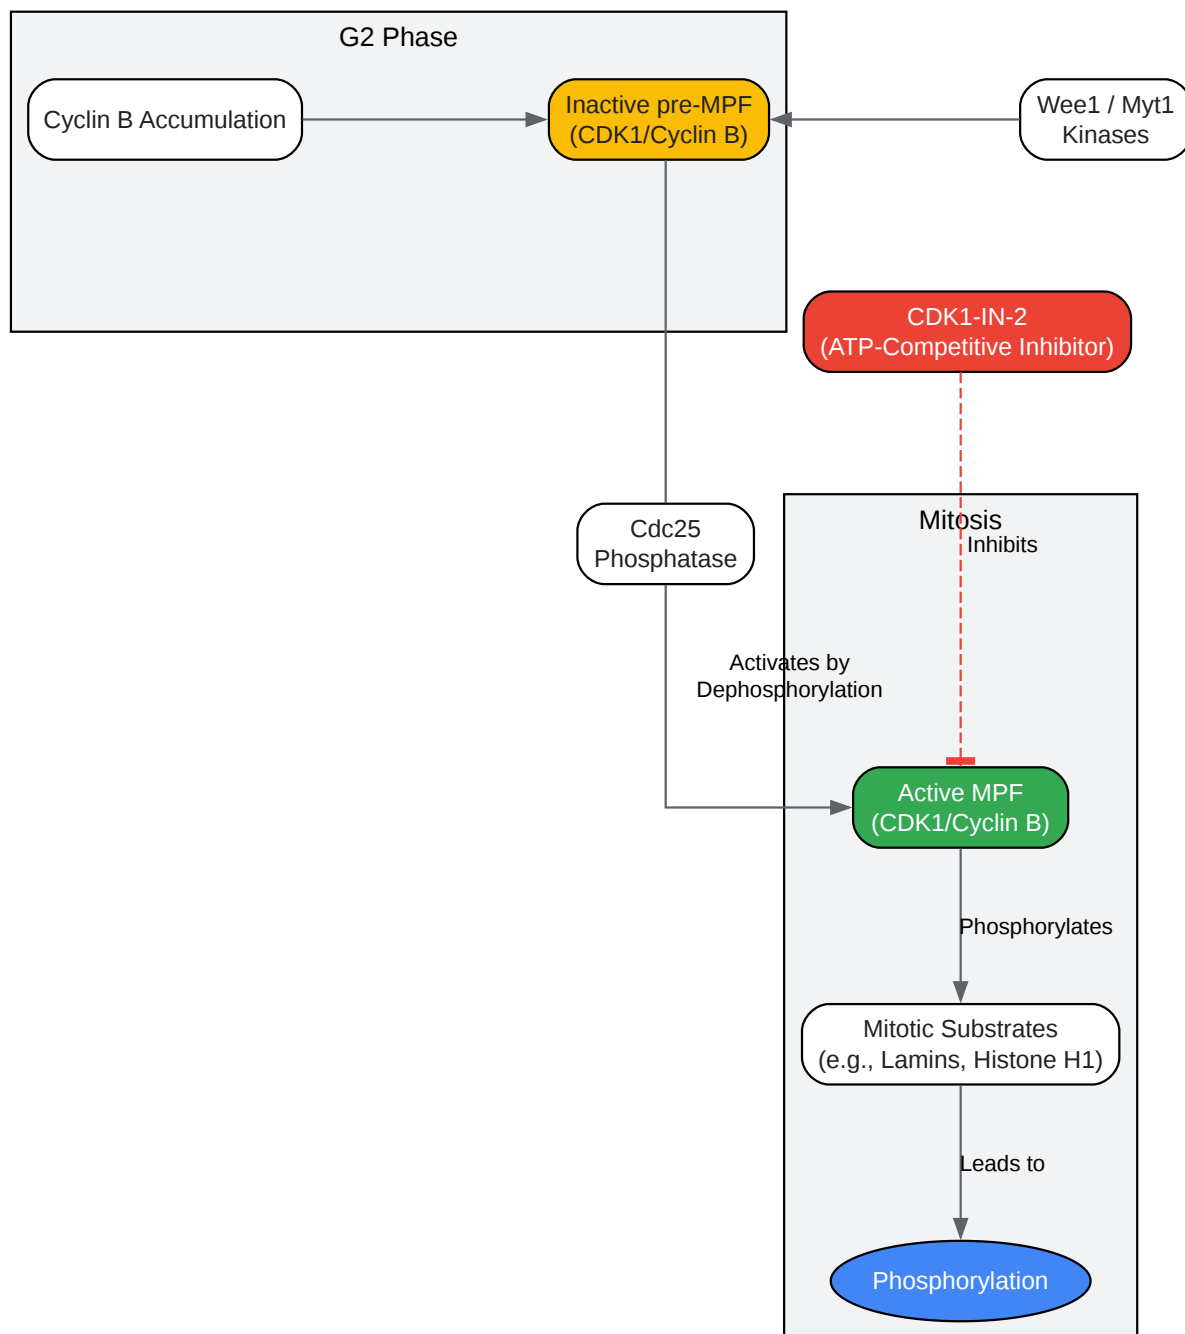 G2 Phase
Cyclin B Accumulation
Inactive pre-MPF
(CDK1/Cyclin B)
Wee1 / Myt1
Kinases
CDK1-IN-2
(ATP-Competitive Inhibitor)
Cdc25
Phosphatase
Mitosis
Inhibits
Activates by
Dephosphorylation
Active MPF
(CDK1/Cyclin B)
Phosphorylates
Mitotic Substrates
(e.g., Lamins, Histone H1)
Leads to
Phosphorylation